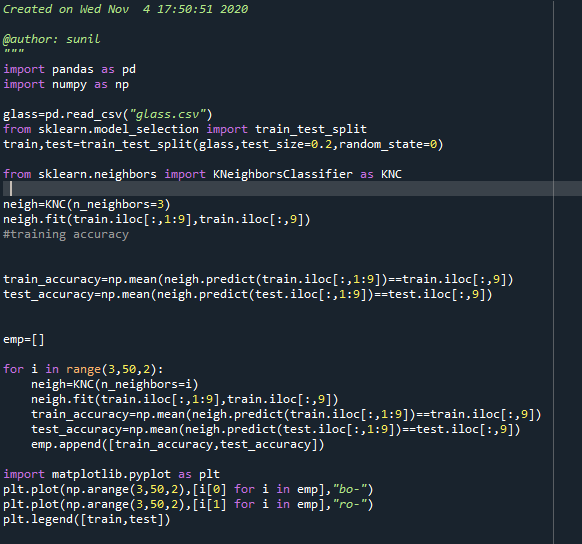 Created on Wed Nov  4 17:50:51 2020
@author: sunil
"""
import pandas as pd
import numpy as np
glass=pd.read_csv("glass.csv")
from sklearn.model_selection import train_test_split
train,test=train_test_split(glass,test_size=0.2,random_state=0)
from sklearn.neighbors import KNeighborsClassifier as KNC
neigh=KNC(n_neighbors=3)
neigh.fit(train.iloc[:,1:9],train.iloc[:,9])
#training accuracy
train_accuracy=np.mean(neigh.predict(train.iloc[:,1:9])==train.iloc[:,9])
test_accuracy=np.mean(neigh.predict(test.iloc[:,1:9])==test.iloc[:,9])
emp=[]
for i in range(3,50,2):
    neigh=KNC(n_neighbors=i)
    neigh.fit(train.iloc[:,1:9],train.iloc[:,9])
    train_accuracy=np.mean(neigh.predict(train.iloc[:,1:9])==train.iloc[:,9])
    test_accuracy=np.mean(neigh.predict(test.iloc[:,1:9])==test.iloc[:,9])
    emp.append([train_accuracy,test_accuracy])
import matplotlib.pyplot as plt
plt.plot(np.arange(3,50,2),[i[0] for i in emp],"bo-")
plt.plot(np.arange(3,50,2),[i[1] for i in emp],"ro-")
plt.legend([train,test])